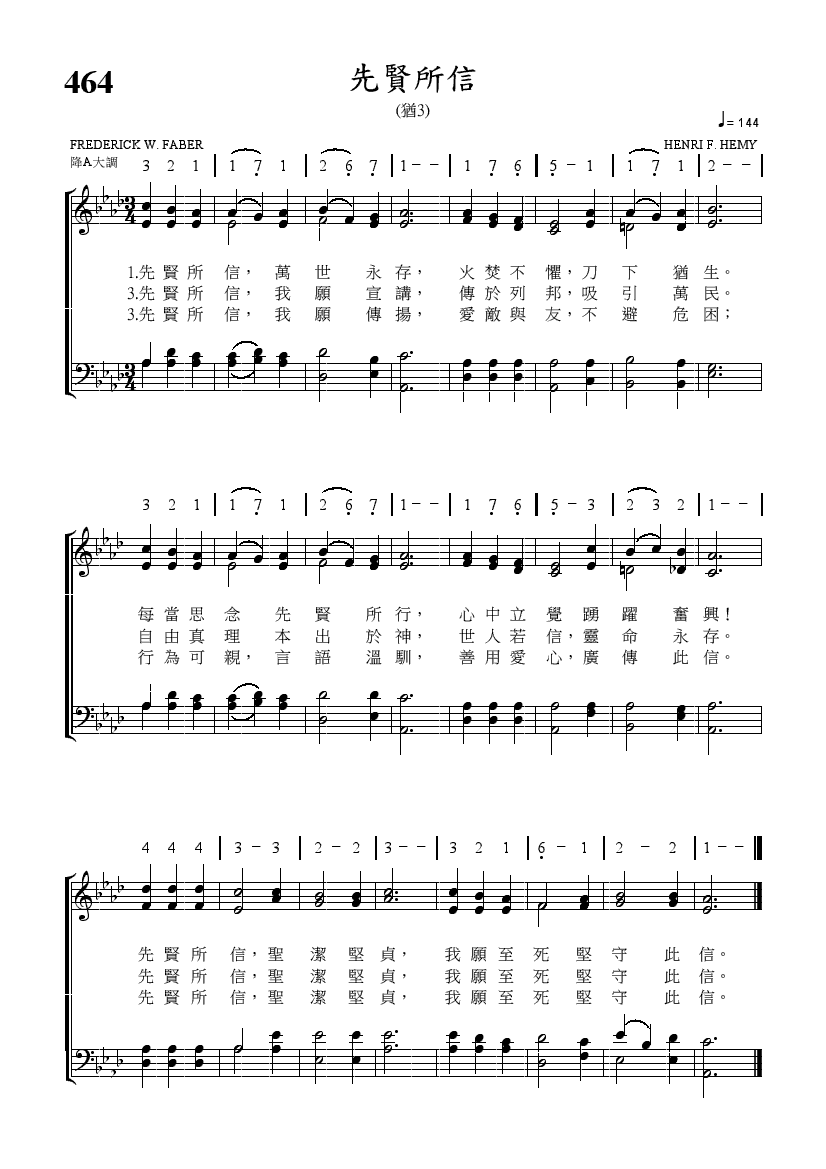 464
先賢所信
(猶3)
♩= 144
FREDERICK W. FABER
HENRI F. HEMY
降A大調
3 2 1 | 1 7̣ 1 | 2 6̣ 7̣ | 1 – – | 1 7̣ 6̣ | 5̣ – 1 | 1 7̣ 1 | 2 – –
1.先賢所信，萬世永存，火焚不懼，刀下猶生。
3.先賢所信，我願宣講，傳於列邦，吸引萬民。
3.先賢所信，我願傳揚，愛敵與友，不避危困；
3 2 1 | 1 7̣ 1 | 2 6̣ 7̣ | 1 – – | 1 7̣ 6̣ | 5̣ – 3 | 2 3 2 | 1 – –
每當思念先賢所行，心中立覺踴躍奮興！
自由真理本出於神，世人若信，靈命永存。
行為可親，言語溫馴，善用愛心，廣傳此信。
4 4 4 | 3 – 3 | 2 – 2 | 3 – – | 3 2 1 | 6̣ – 1 | 2 – 2 | 1 – –
先賢所信，聖潔堅貞，我願至死堅守此信。
先賢所信，聖潔堅貞，我願至死堅守此信。
先賢所信，聖潔堅貞，我願至死堅守此信。